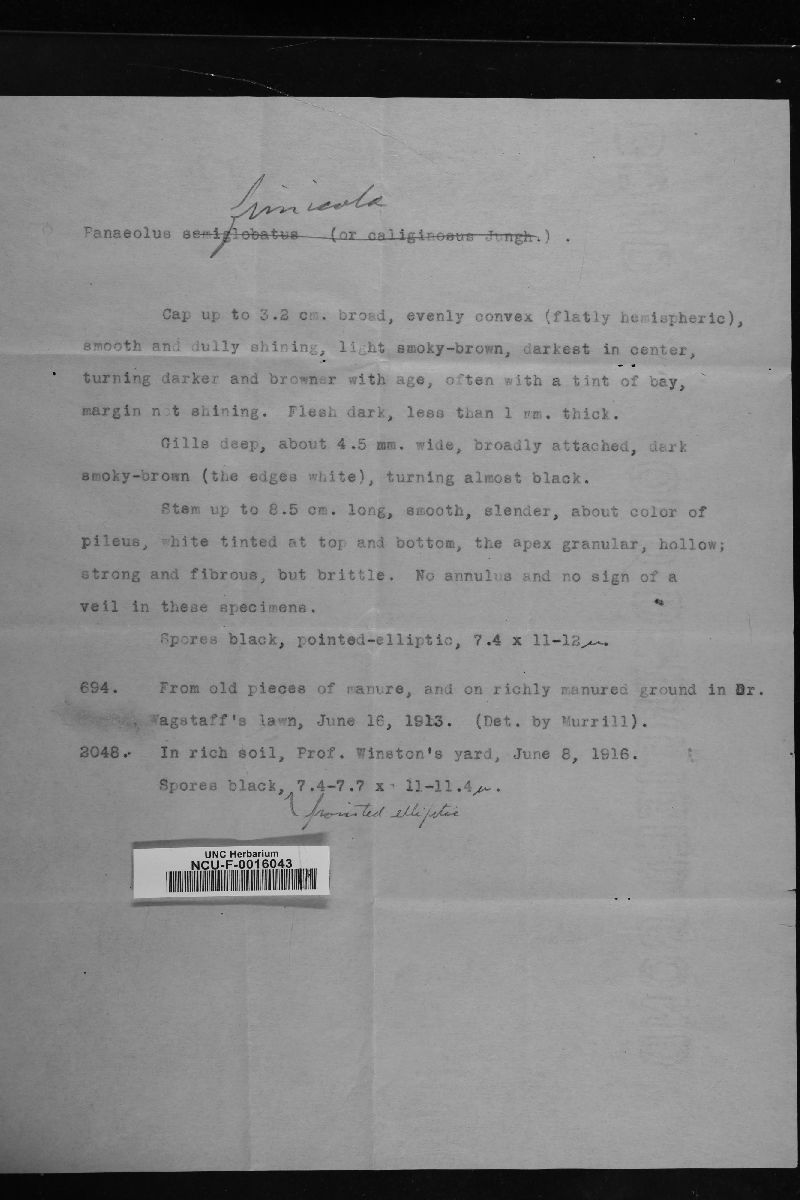 fimicola
Panaeolus semiglobatus (or caliginosus Jungh.) .
Cap up to 3.2 cm. broad, evenly convex (flatly hemispheric),
smooth and dully shining, light smoky-brown, darkest in center,
turning darker and browner with age, often with a tint of bay,
margin not shining. Flesh dark, less than 1 mm. thick.
Gills deep, about 4.5 mm. wide, broadly attached, dark
smoky-brown (the edges white), turning almost black.
Stem up to 8.5 cm. long, smooth, slender, about color of
pileus, white tinted at top and bottom, the apex granular, hollow;
strong and fibrous, but brittle. No annulus and no sign of a
veil in these specimens.
Spores black, pointed-elliptic, 7.4 x 11-12µ.
694. From old pieces of manure, and on richly manured ground in Dr.
Wagstaff's lawn, June 16, 1913. (Det. by Murrill).
2048. In rich soil, Prof. Winston's yard, June 8, 1916.
Spores black, 7.4-7.7 x 11-11.4µ.
pointed elliptic
UNC Herbarium
NCU-F-0016043